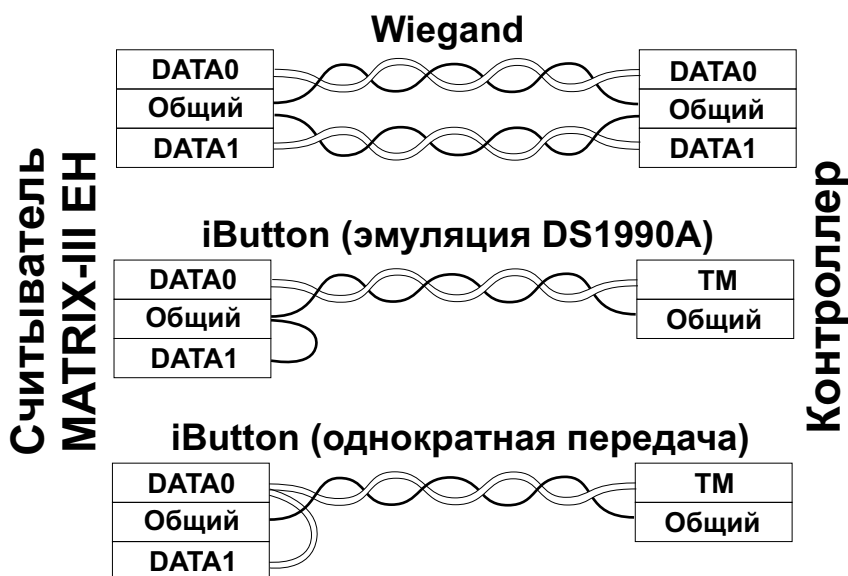 Wiegand
DATA0
Общий
DATA1
DATA0
Общий
DATA1
Считыватель
MATRIX-III EH
Контроллер
iButton (эмуляция DS1990A)
DATA0
Общий
DATA1
TM
Общий
iButton (однократная передача)
DATA0
Общий
DATA1
TM
Общий